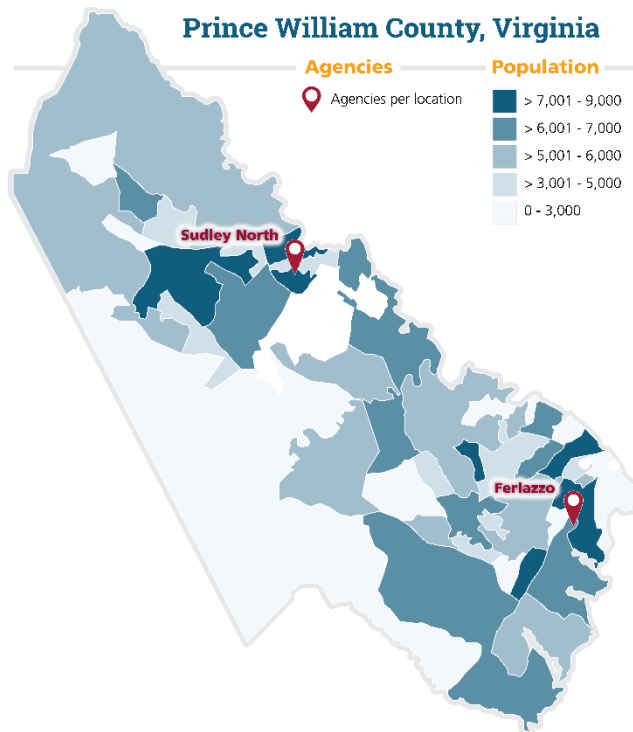 Prince William County, Virginia
Agencies
Agencies per location
Population
> 7,001 - 9,000
> 6,001 - 7,000
> 5,001 - 6,000
> 3,001 - 5,000
0 - 3,000
Sudley North
Ferlazzo